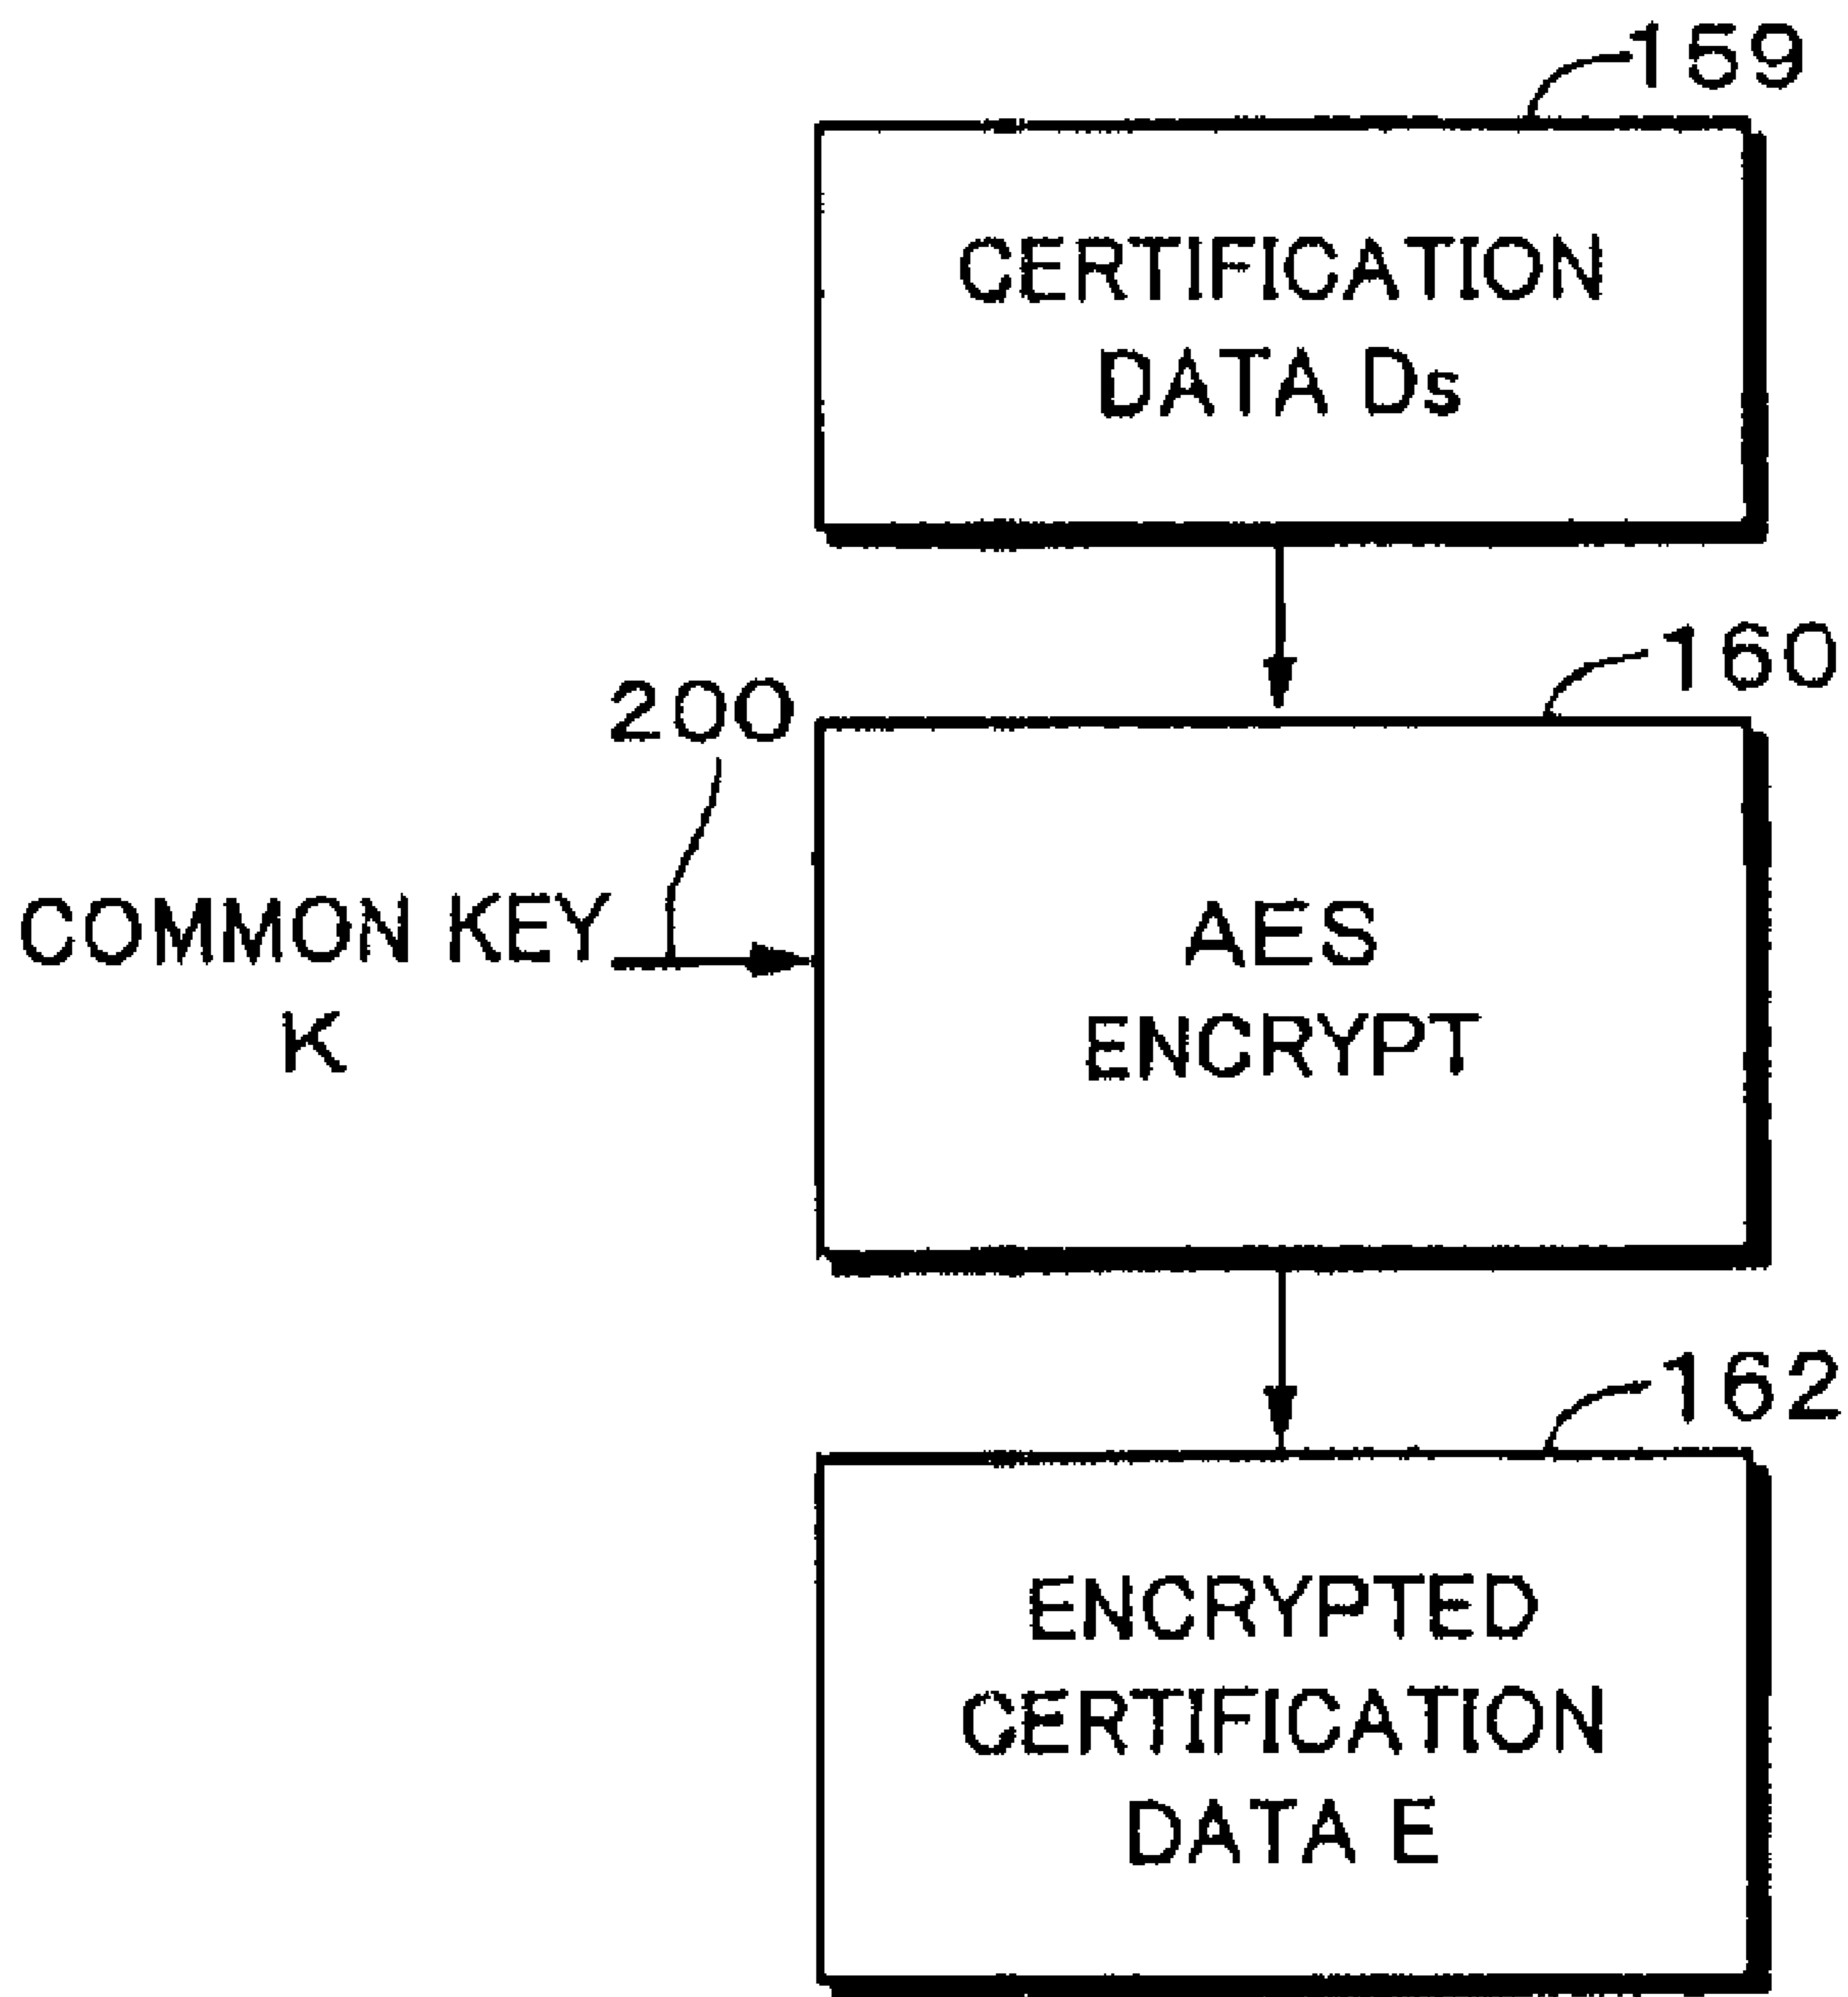 159
CERTIFICATION
DATA Ds
160
200
COMMON KEY
K
AES
ENCRYPT
162
ENCRYPTED
CERTIFICATION
DATA E